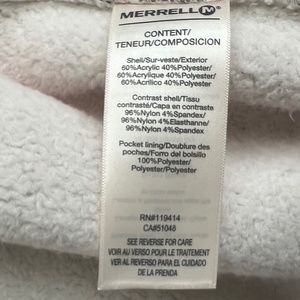 MERRELL M
CONTENT/
TENEUR/COMPOSICION
Shell/Sur-veste/Exterior
60%Acrylic 40%Polyester/
60%Acrylique 40%Polyester/
60%Acrilico 40%Polyester
Contrast shell/Tissu
contrasté/Capa en contraste
96%Nylon 4%Spandex/
96%Nylon 4%Elasthanne/
96%Nylon 4%Spandex
Pocket lining/Doublure des
poches/Forro del bolsillo
100%Polyester/
Polyester/Polyester
RN#119414
CA#51048
SEE REVERSE FOR CARE
VOIR AU VERSO POUR LE TRAITEMENT
VER AL REVERSO PARA EL CUIDADO
DE LA PRENDA